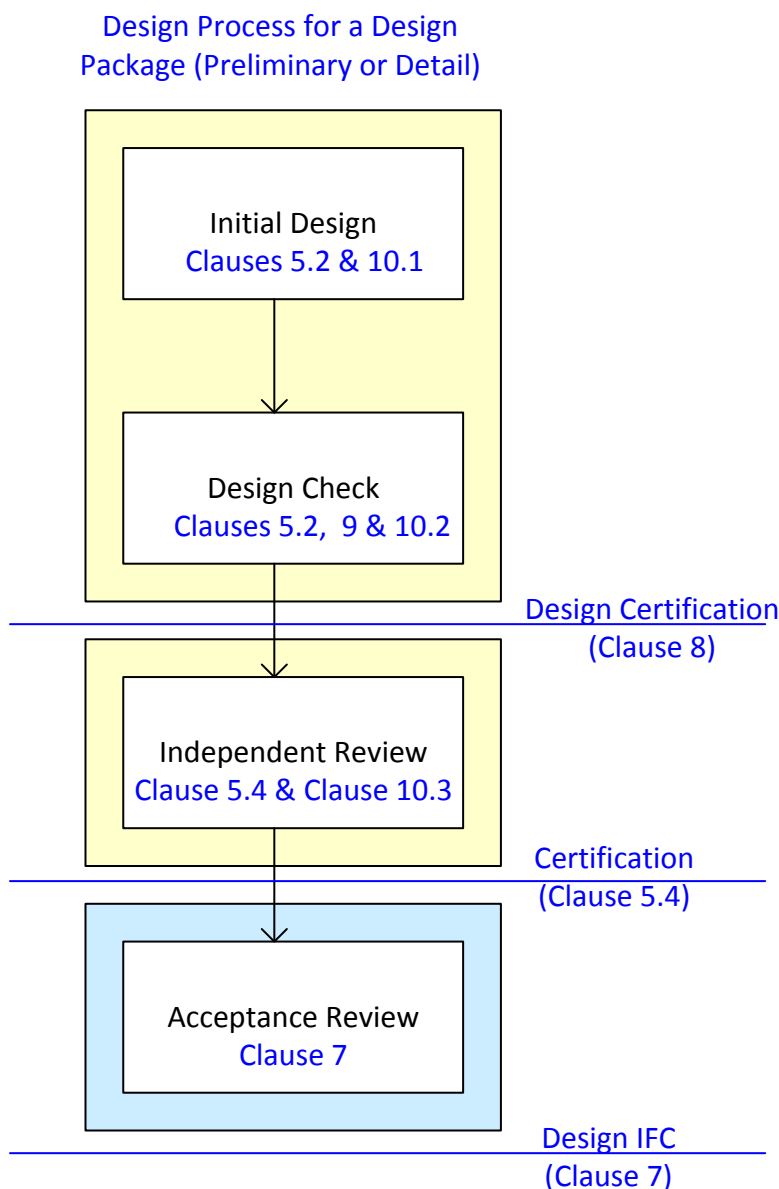 Design Process for a Design
Package (Preliminary or Detail)
Initial Design
Clauses 5.2 & 10.1
Design Check
Clauses 5.2,  9 & 10.2
Design Certification
(Clause 8)
Independent Review
Clause 5.4 & Clause 10.3
Certification
(Clause 5.4)
Acceptance Review
Clause 7
Design IFC
(Clause 7)